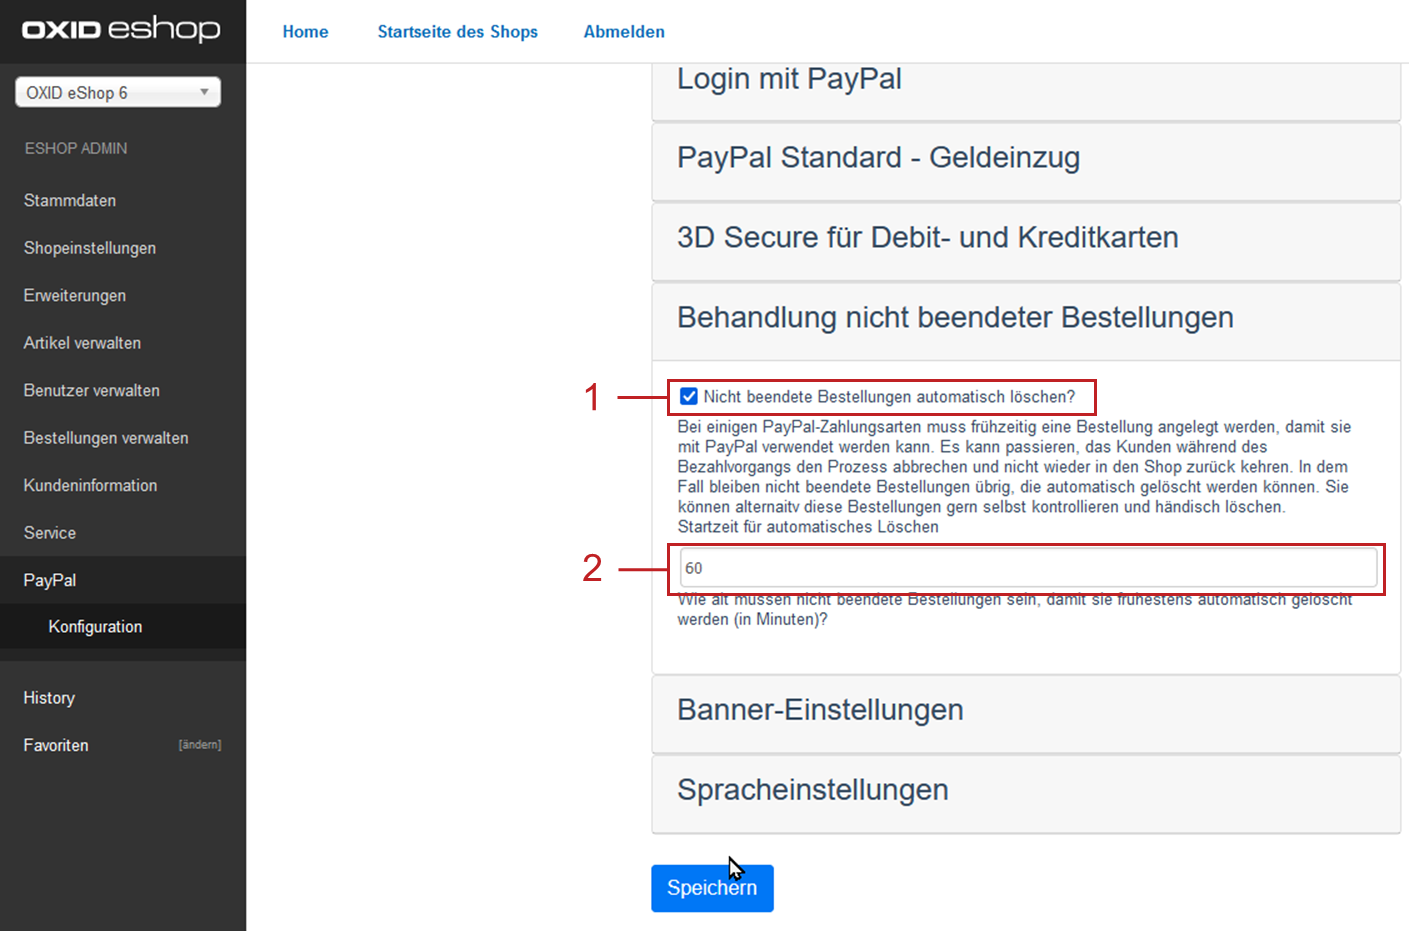 OXID eshop
Home
Startseite des Shops
Abmelden
OXID eShop 6
ESHOP ADMIN
Stammdaten
Shopeinstellungen
Erweiterungen
Artikel verwalten
Benutzer verwalten
Bestellungen verwalten
Kundeninformation
Service
PayPal
Konfiguration
History
Favoriten
[ändern]
Login mit PayPal
PayPal Standard - Geldeinzug
3D Secure für Debit- und Kreditkarten
Behandlung nicht beendeter Bestellungen
1
Nicht beendete Bestellungen automatisch löschen?
Bei einigen PayPal-Zahlungsarten muss frühzeitig eine Bestellung angelegt werden, damit sie
mit PayPal verwendet werden kann. Es kann passieren, das Kunden während des
Bezahlvorgangs den Prozess abbrechen und nicht wieder in den Shop zurück kehren. In dem
Fall bleiben nicht beendete Bestellungen übrig, die automatisch gelöscht werden können. Sie
können alternaitv diese Bestellungen gern selbst kontrollieren und händisch löschen.
Startzeit für automatisches Löschen
2
60
Wie alt müssen nicht beendete Bestellungen sein, damit sie frühestens automatisch gelöscht
werden (in Minuten)?
Banner-Einstellungen
Spracheinstellungen
Speichern